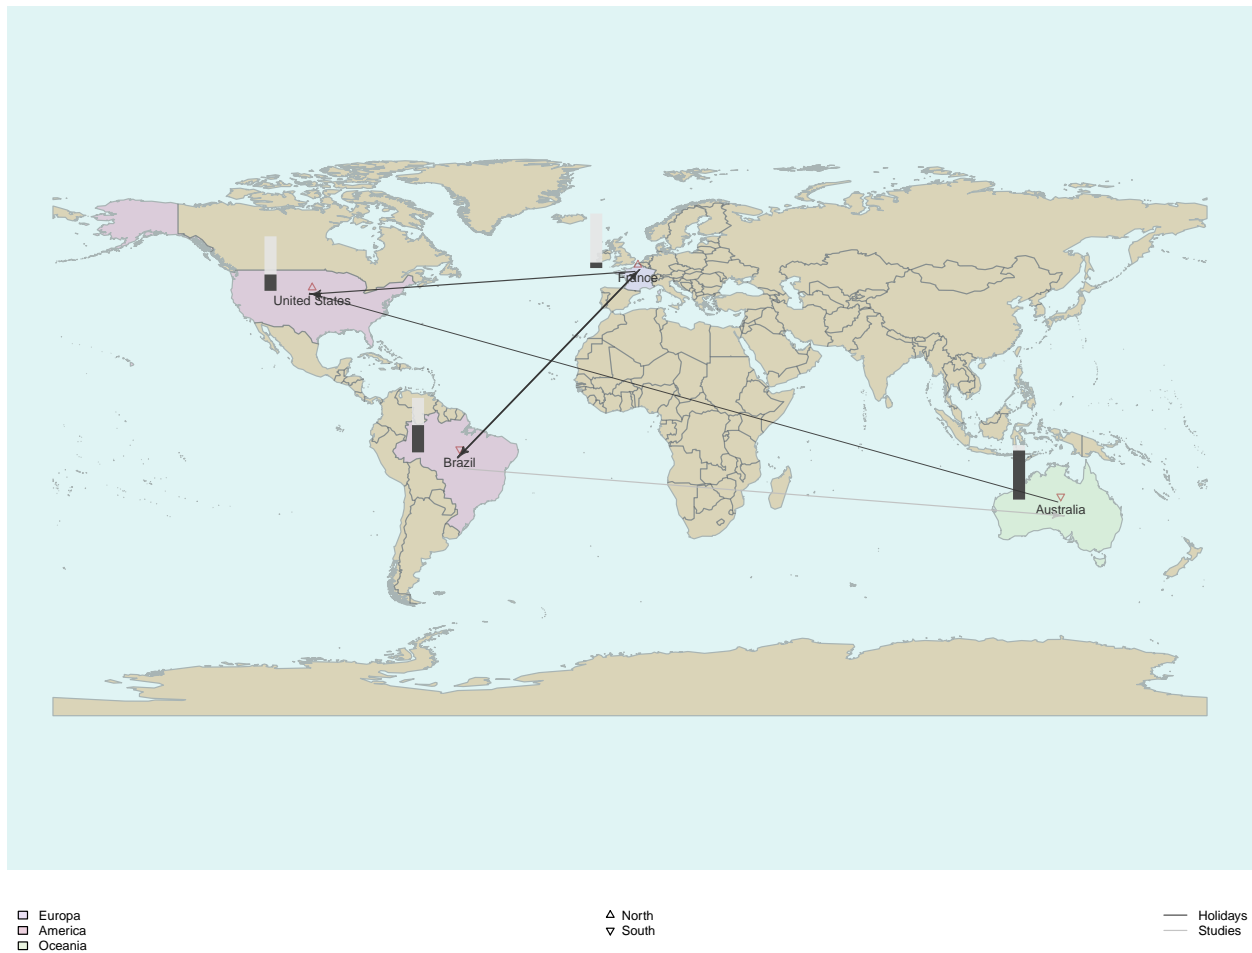 France
United States
Brazil
Australia
Europa
America
Oceania
North
South
Holidays
Studies